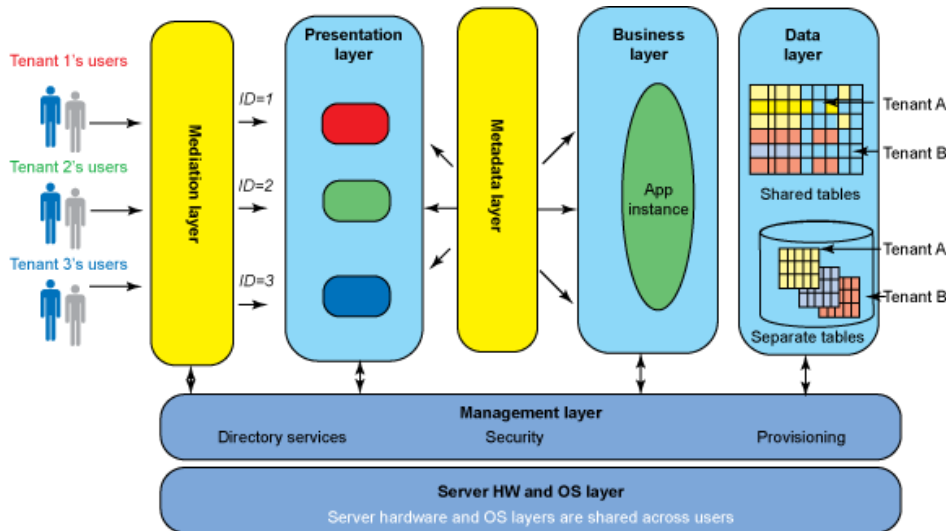 Tenant 1's users
Tenant 2's users
Tenant 3's users
Mediation layer
ID=1
ID=2
ID=3
Presentation
layer
Metadata layer
Business
layer
App
instance
Data
layer
Tenant A
Tenant B
Shared tables
Tenant A
Tenant B
Separate tables
Management layer
Directory services
Security
Provisioning
Server HW and OS layer
Server hardware and OS layers are shared across users